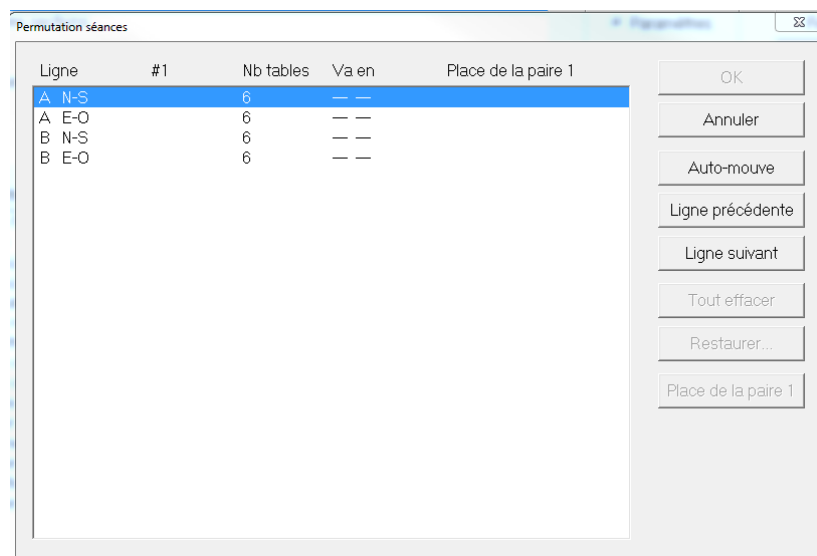 Permutation séances
Ligne #1 Nb tables Va en Place de la paire 1
A N-S 6 — —
A E-O 6 — —
B N-S 6 — —
B E-O 6 — —
OK
Annuler
Auto-mouve
Ligne précédente
Ligne suivant
Tout effacer
Restaurer...
Place de la paire 1